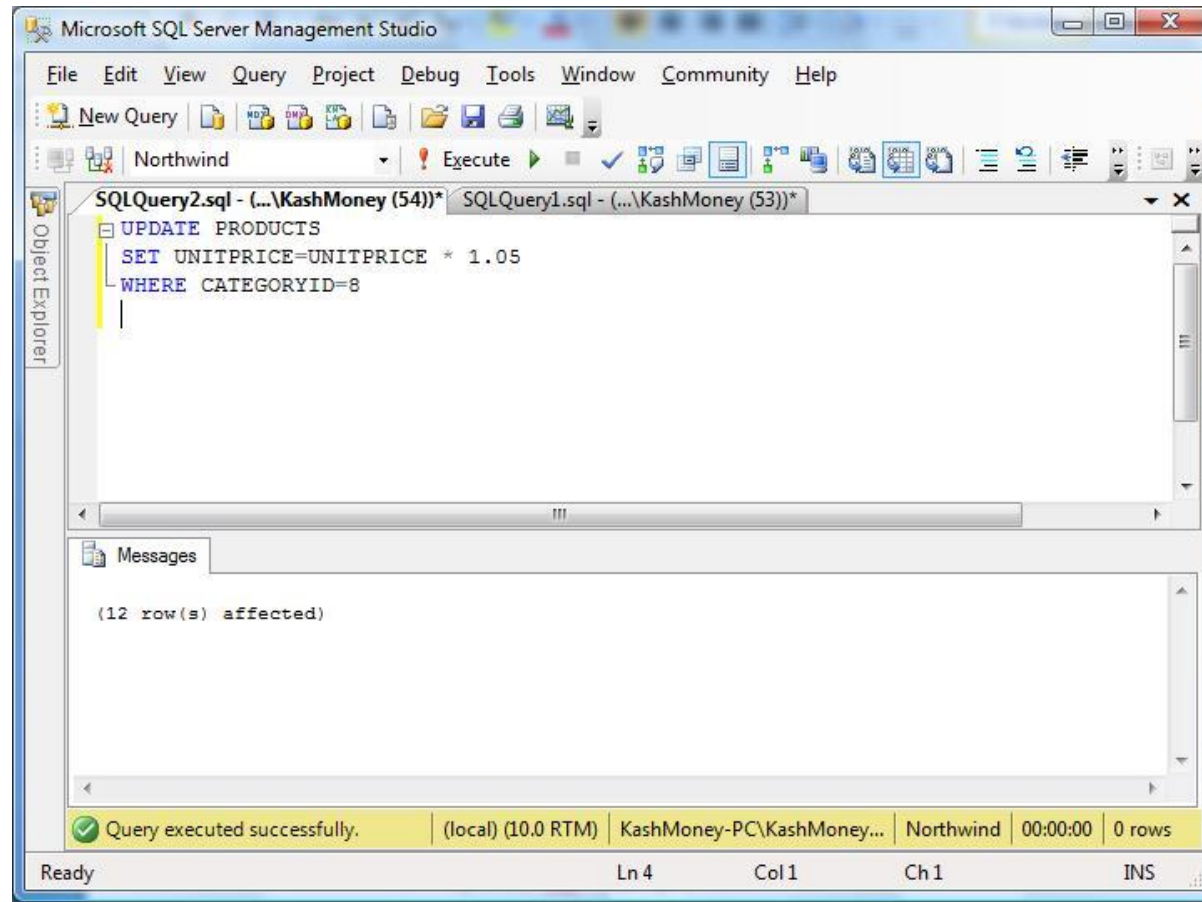 Microsoft SQL Server Management Studio
File Edit View Query Project Debug Tools Window Community Help
New Query
Northwind Execute
SQLQuery2.sql - (...\KashMoney (54))* SQLQuery1.sql - (...\KashMoney (53))*
Object Explorer
UPDATE PRODUCTS
SET UNITPRICE=UNITPRICE * 1.05
WHERE CATEGORYID=8
Messages
(12 row(s) affected)
Query executed successfully. (local) (10.0 RTM) KashMoney-PC\KashMoney... Northwind 00:00:00 0 rows
Ready Ln 4 Col 1 Ch 1 INS